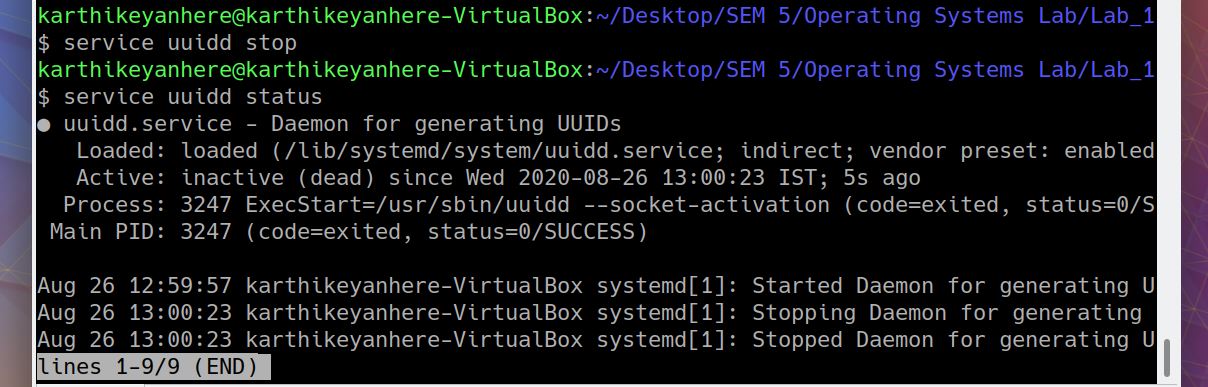 karthikeyanhere@karthikeyanhere-VirtualBox:~/Desktop/SEM 5/Operating Systems Lab/Lab_1
$ service uuidd stop
karthikeyanhere@karthikeyanhere-VirtualBox:~/Desktop/SEM 5/Operating Systems Lab/Lab_1
$ service uuidd status
● uuidd.service - Daemon for generating UUIDs
   Loaded: loaded (/lib/systemd/system/uuidd.service; indirect; vendor preset: enabled
   Active: inactive (dead) since Wed 2020-08-26 13:00:23 IST; 5s ago
  Process: 3247 ExecStart=/usr/sbin/uuidd --socket-activation (code=exited, status=0/S
 Main PID: 3247 (code=exited, status=0/SUCCESS)

Aug 26 12:59:57 karthikeyanhere-VirtualBox systemd[1]: Started Daemon for generating U
Aug 26 13:00:23 karthikeyanhere-VirtualBox systemd[1]: Stopping Daemon for generating
Aug 26 13:00:23 karthikeyanhere-VirtualBox systemd[1]: Stopped Daemon for generating U
lines 1-9/9 (END)